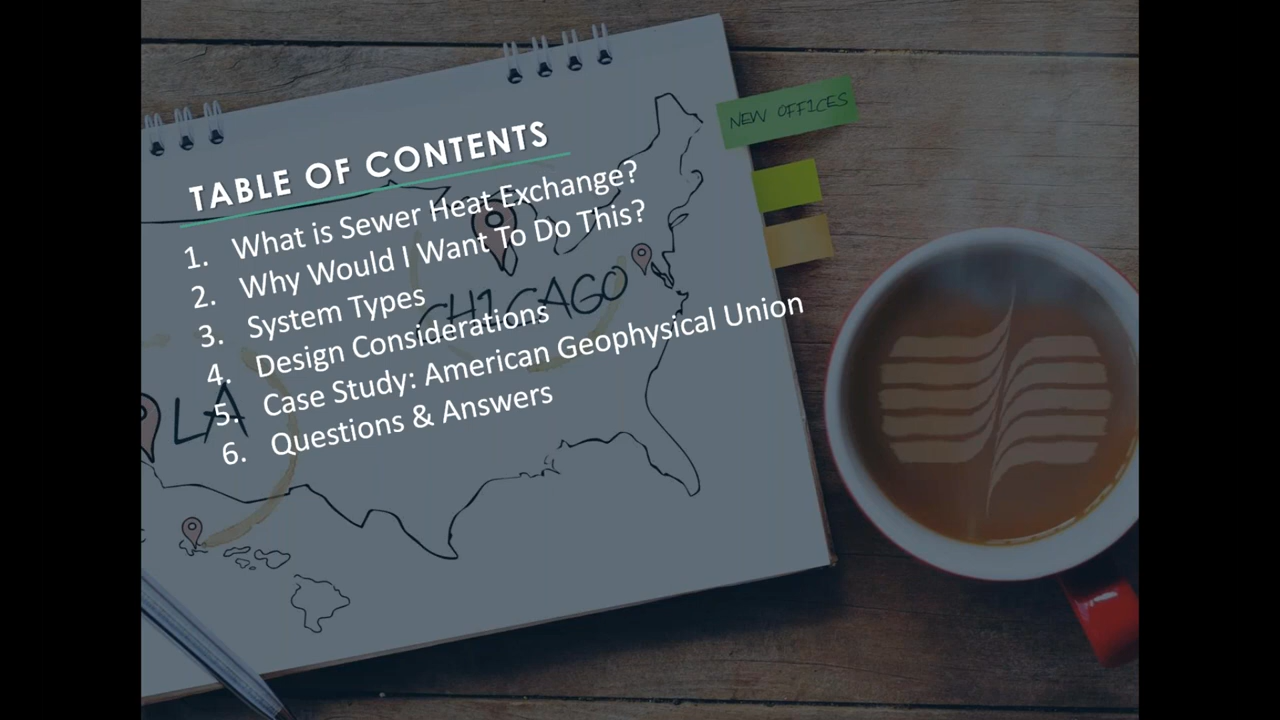 TABLE OF CONTENTS
1. What is Sewer Heat Exchange?
2. Why Would I Want To Do This?
3. System Types
4. Design Considerations
5. Case Study: American Geophysical Union
6. Questions & Answers
NEW OFFICES
CHICAGO
LA